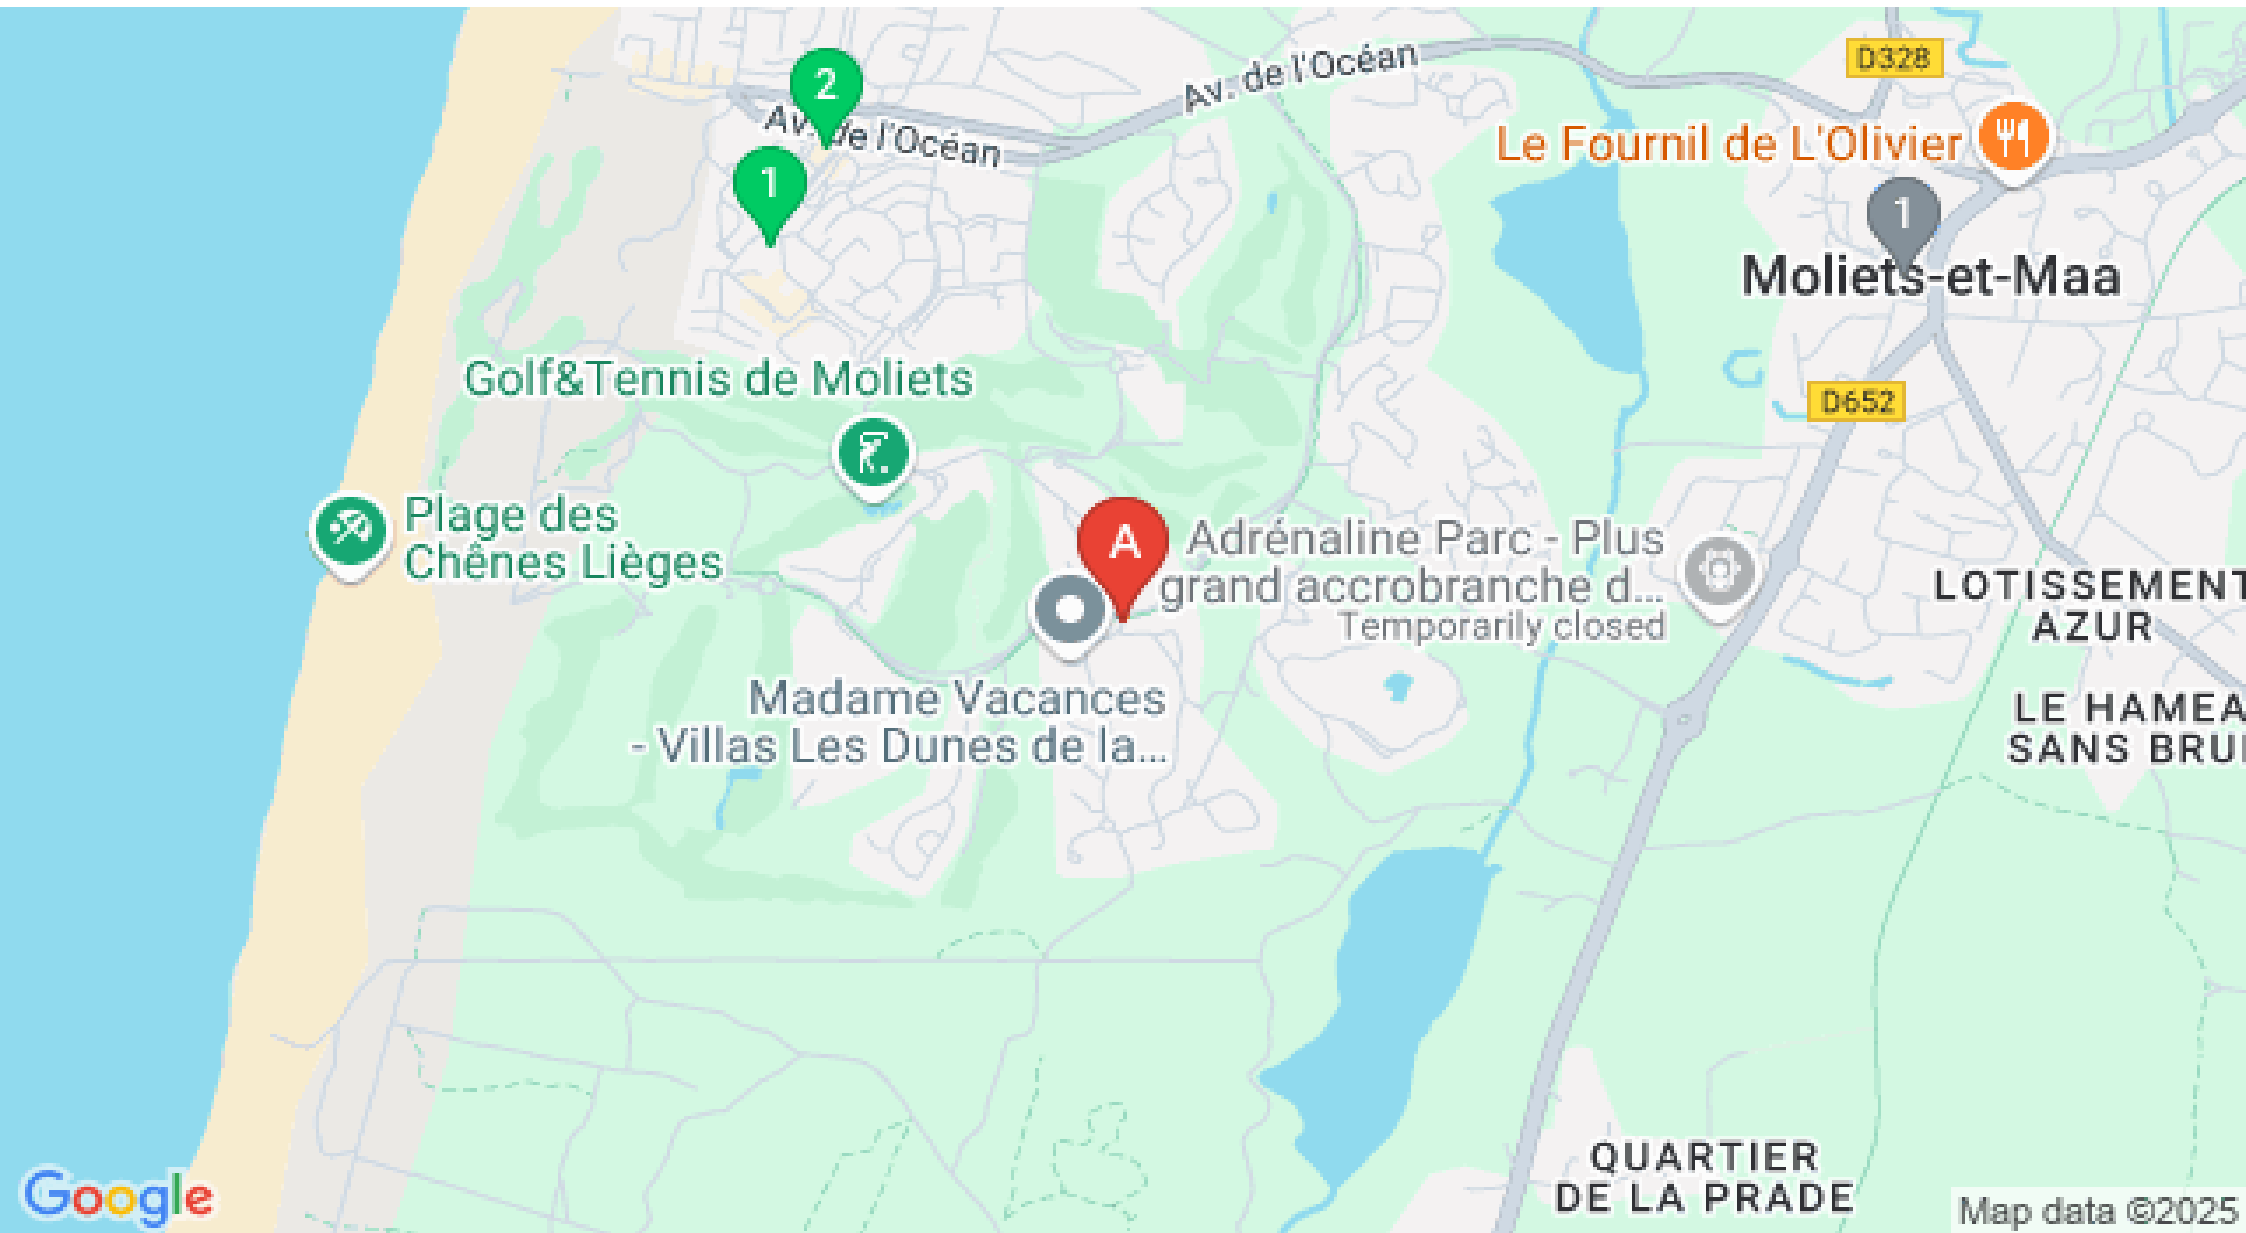 D328
2
Av. de l'Océan
Av. de l'Océan
Le Fournil de L'Olivier
1
1
Moliets-et-Maa
Golf&Tennis de Moliets
D652
Plage des
Chênes Lièges
A
Adrénaline Parc - Plus
grand accrobranche d...
Temporarily closed
LOTISSEMENT
AZUR
Madame Vacances
- Villas Les Dunes de la...
LE HAMEA
SANS BRUI
QUARTIER
DE LA PRADE
Google
Map data ©2025